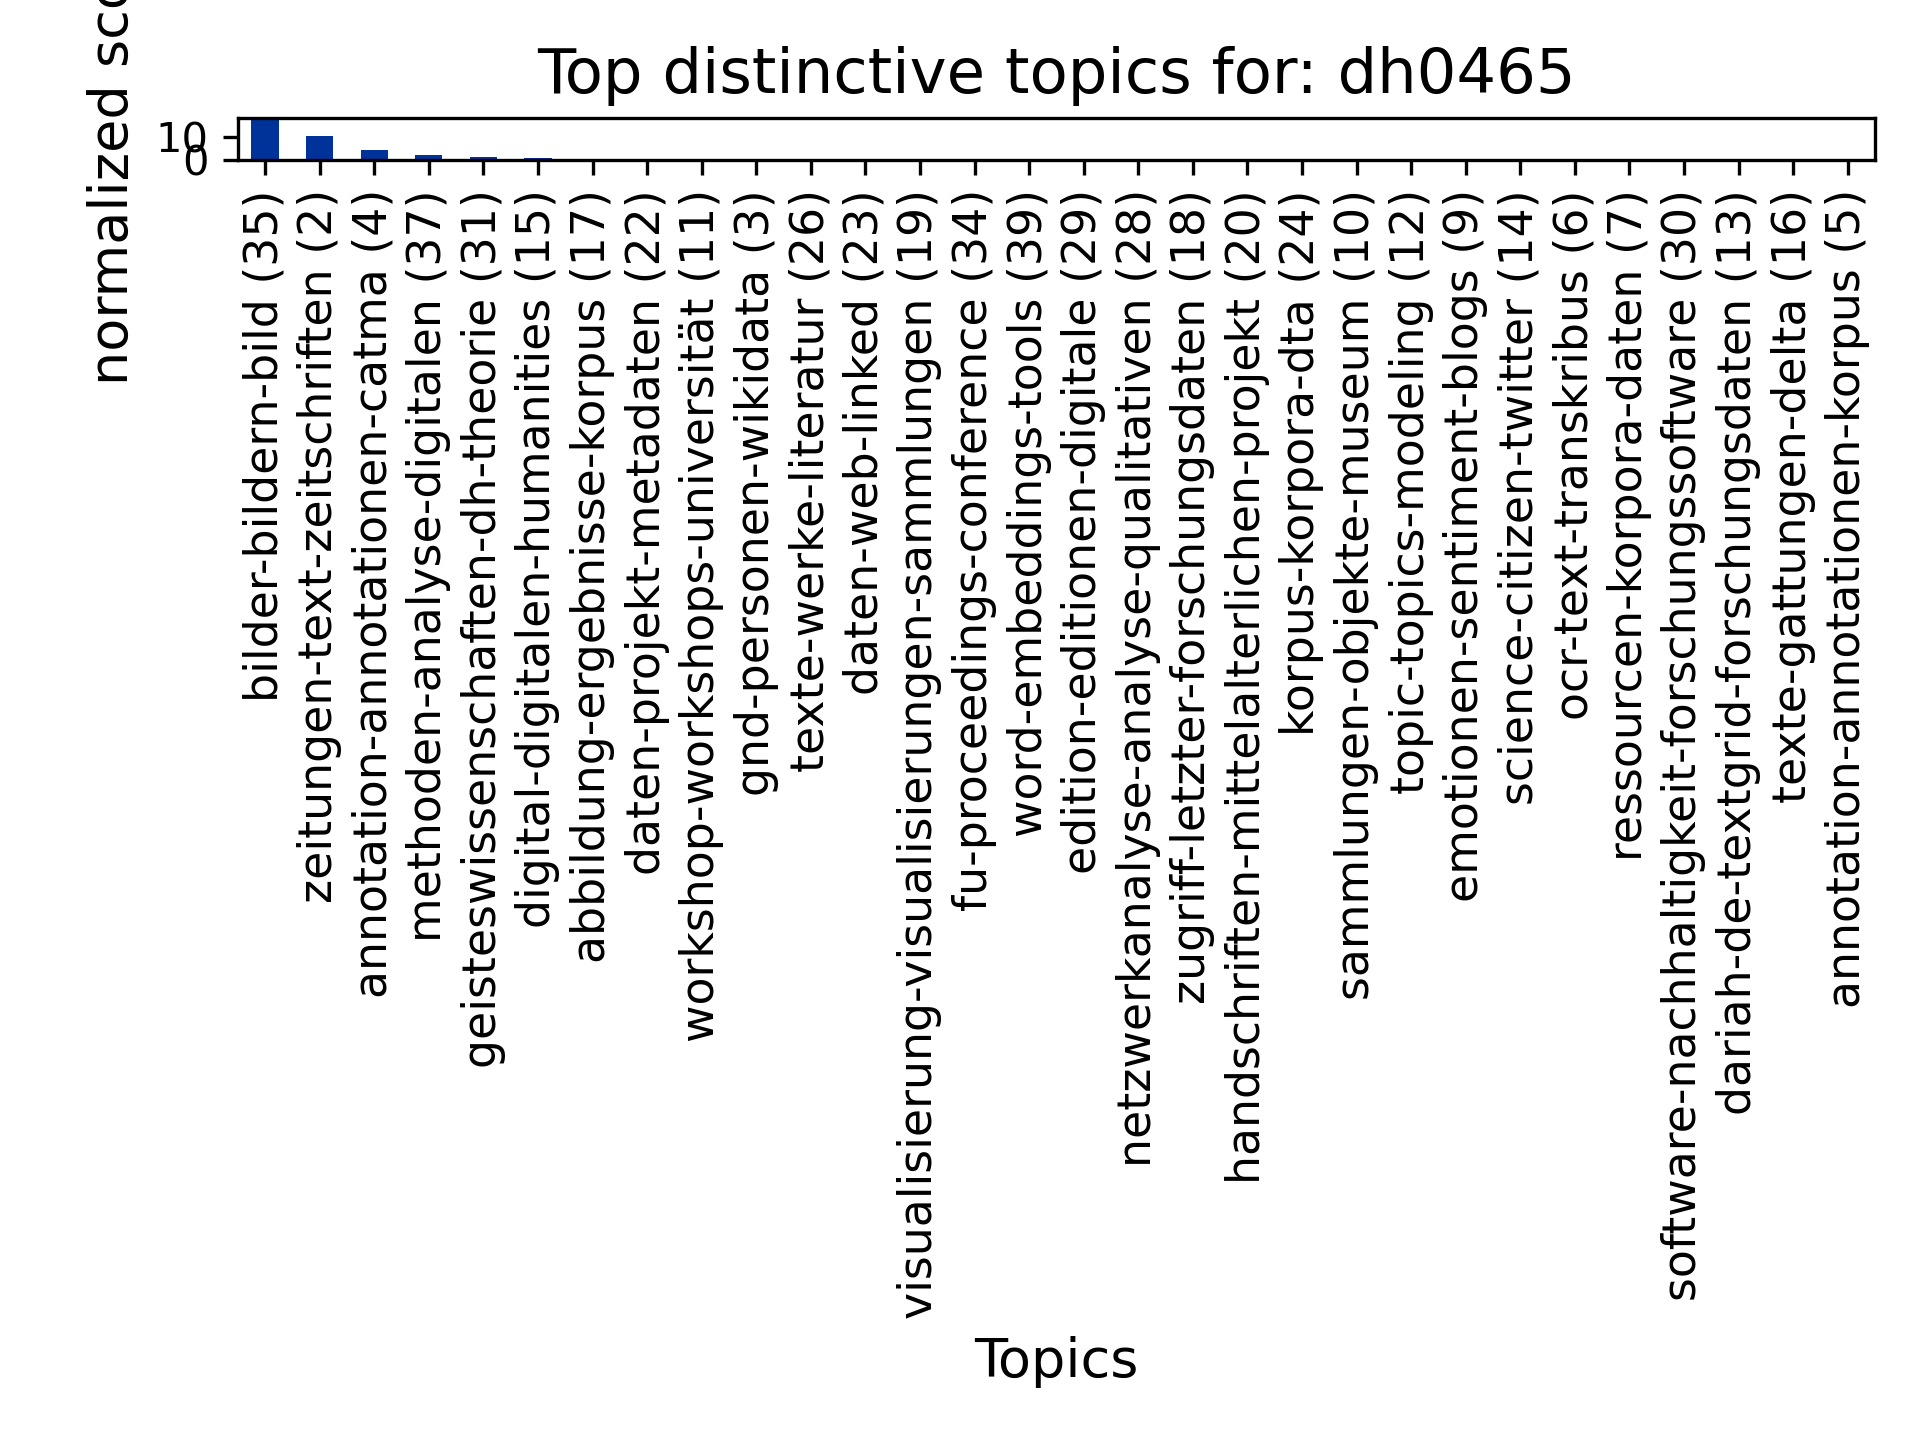 Top distinctive topics for: dh0465
normalized
10
0
bilder-bildern-bild (35)
zeitungen-text-zeitschriften (2)
annotation-annotationen-catma (4)
methoden-analyse-digitalen (37)
geisteswissenschaften-dh-theorie (31)
digital-digitalen-humanities (15)
abbildung-ergebnisse-korpus (17)
daten-projekt-metadaten (22)
workshop-workshops-universität (11)
gnd-personen-wikidata (3)
texte-werke-literatur (26)
daten-web-linked (23)
visualisierung-visualisierungen-sammlungen (19)
fu-proceedings-conference (34)
word-embeddings-tools (39)
edition-editionen-digitale (29)
netzwerkanalyse-analyse-qualitativen (28)
zugriff-letzter-forschungsdaten (18)
handschriften-mittelalterlichen-projekt (20)
korpus-korpora-dta (24)
sammlungen-objekte-museum (10)
topic-topics-modeling (12)
emotionen-sentiment-blogs (9)
science-citizen-twitter (14)
ocr-text-transkribus (6)
ressourcen-korpora-daten (7)
software-nachhaltigkeit-forschungssoftware (30)
dariah-de-textgrid-forschungsdaten (13)
texte-gattungen-delta (16)
annotation-annotationen-korpus (5)
Topics